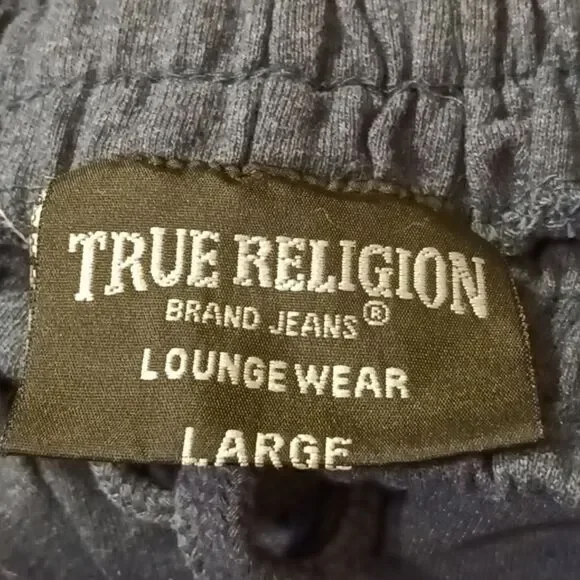 TRUE RELIGION
BRAND JEANS®
LOUNGE WEAR
LARGE